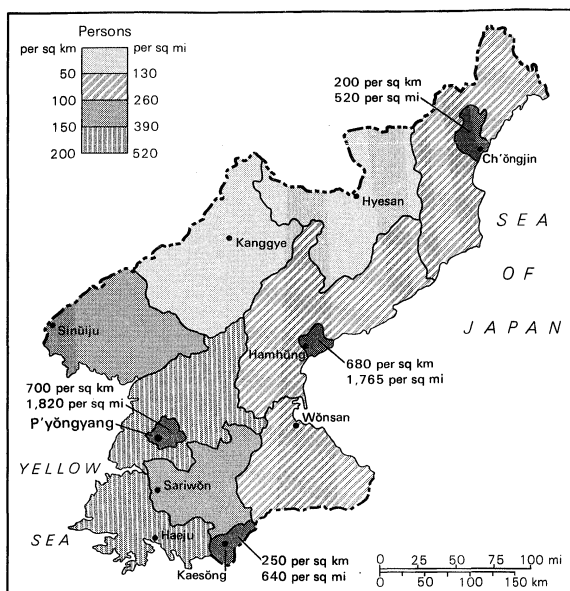 Persons
per sq km per sq mi
50 130
100 260
150 390
200 520
200 per sq km
520 per sq mi
Ch'ŏngjin
Hyesan
SEA
OF
JAPAN
Kanggye
Sinŭiju
Hamhŭng
680 per sq km
1,765 per sq mi
700 per sq km
1,820 per sq mi
P'yŏngyang
Wŏnsan
YELLOW
SEA
Sariwŏn
Haeju
Kaesŏng
250 per sq km
640 per sq mi
0 25 50 75 100 mi
0 50 100 150 km